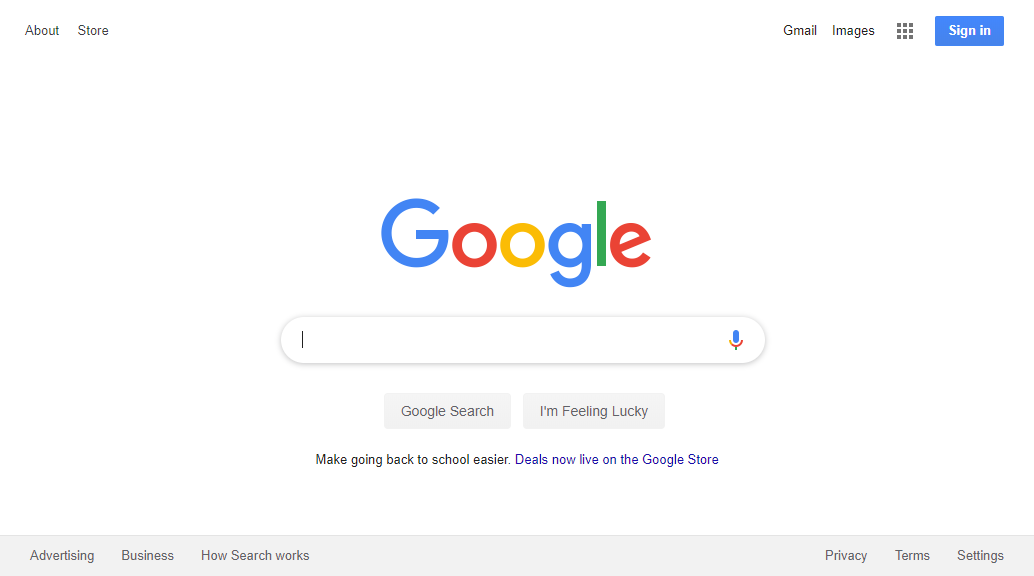 About Store Gmail Images Sign in
Google
Google Search I'm Feeling Lucky
Make going back to school easier. Deals now live on the Google Store
Advertising Business How Search works Privacy Terms Settings